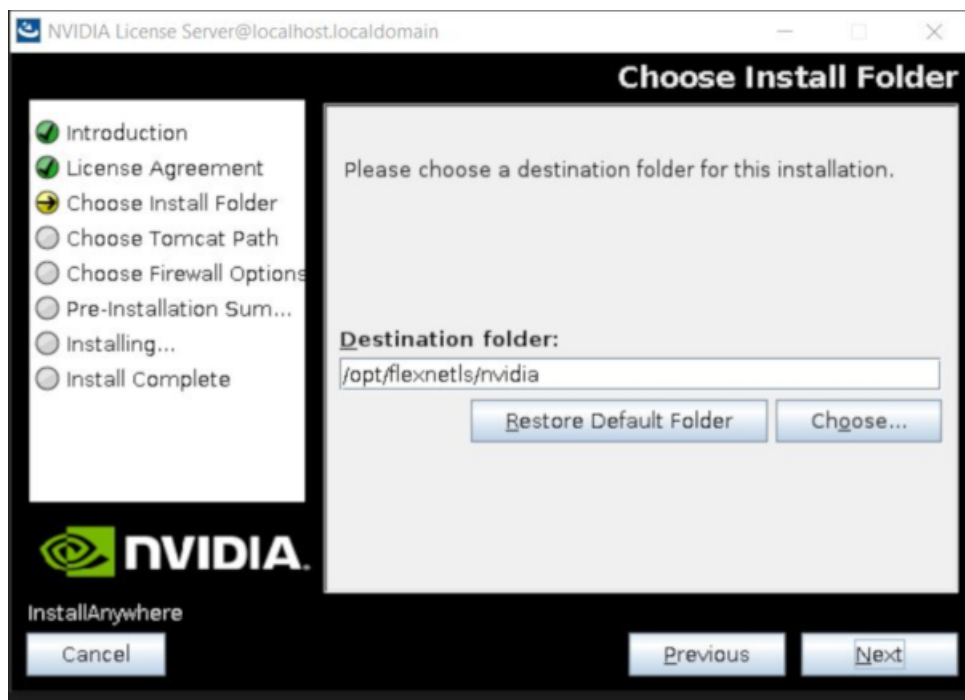 NVIDIA License Server@localhost.localdomain
Choose Install Folder
Introduction
License Agreement
Choose Install Folder
Choose Tomcat Path
Choose Firewall Options
Pre-Installation Sum...
Installing...
Install Complete
Please choose a destination folder for this installation.
Destination folder:
/opt/flexnetls/nvidia
Restore Default Folder
Choose...
NVIDIA.
InstallAnywhere
Cancel
Previous
Next